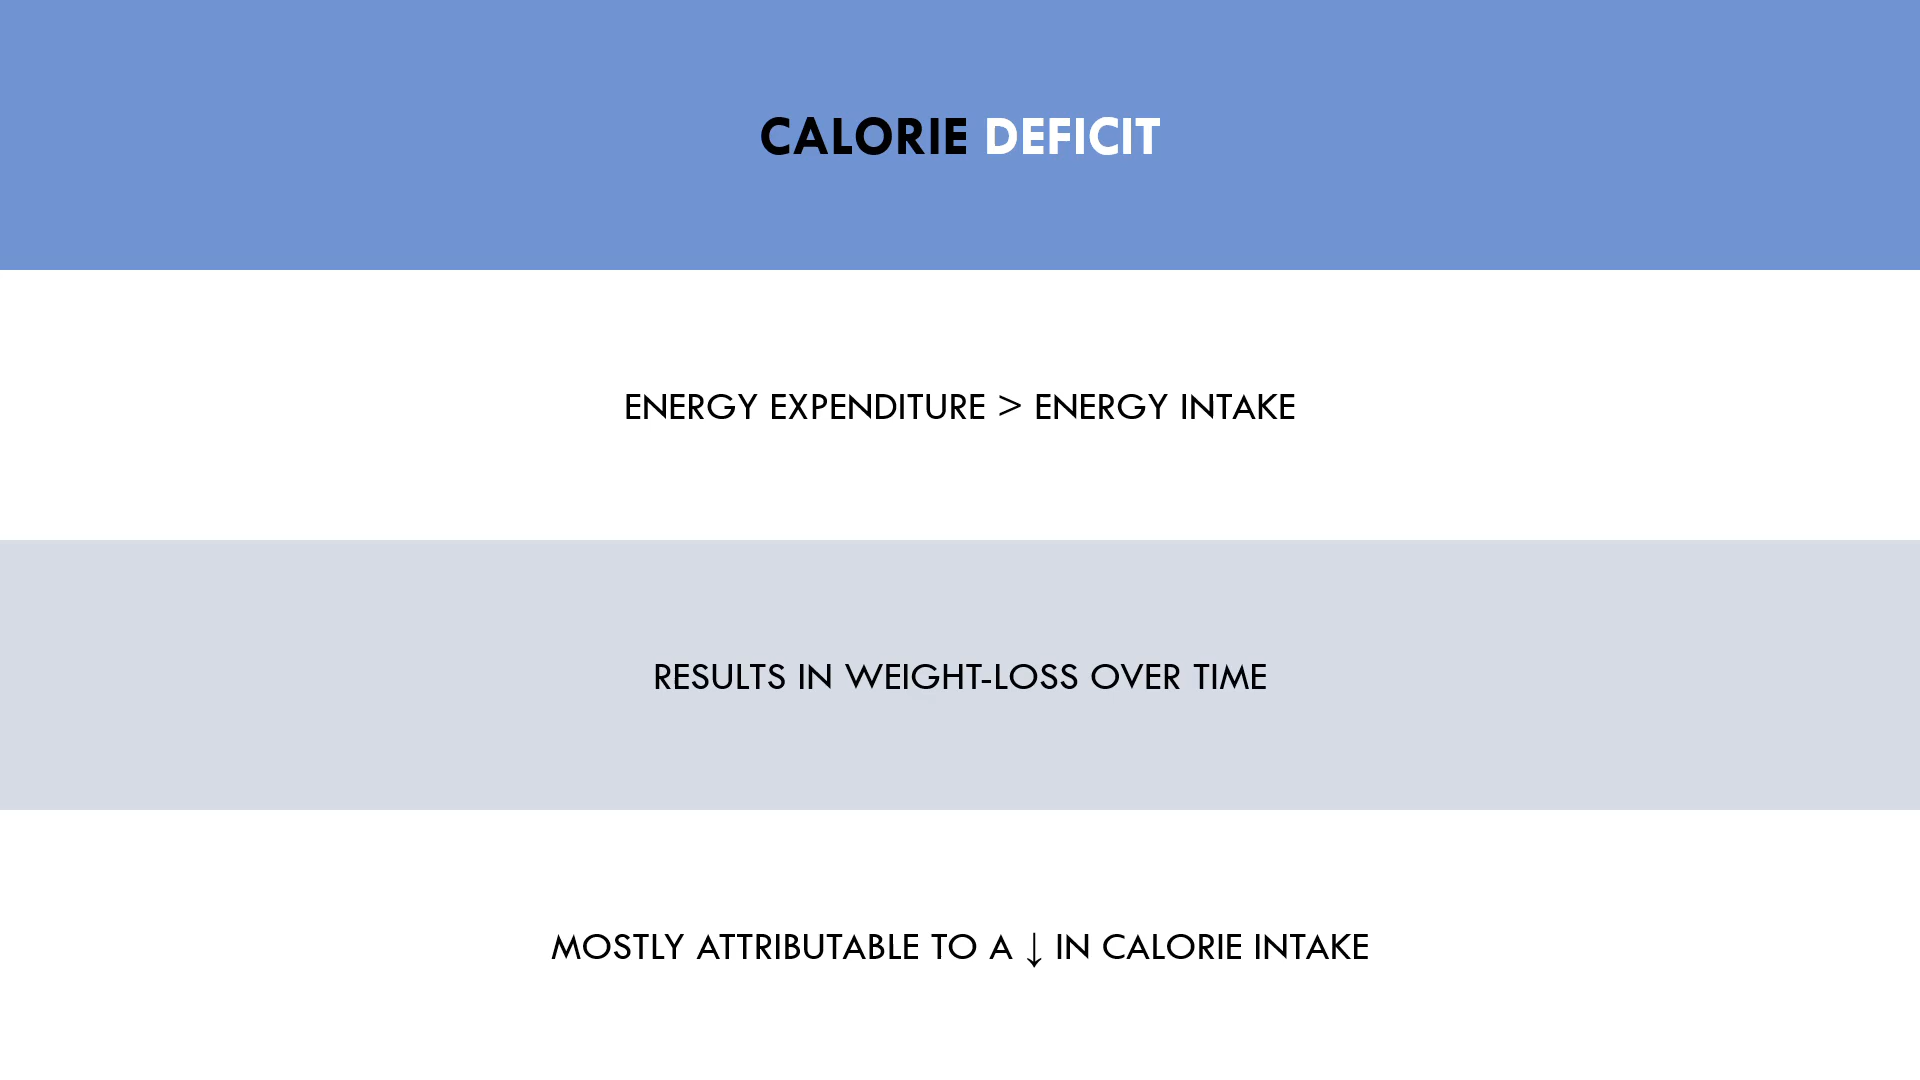 CALORIE DEFICIT
ENERGY EXPENDITURE > ENERGY INTAKE
RESULTS IN WEIGHT-LOSS OVER TIME
MOSTLY ATTRIBUTABLE TO A ↓ IN CALORIE INTAKE